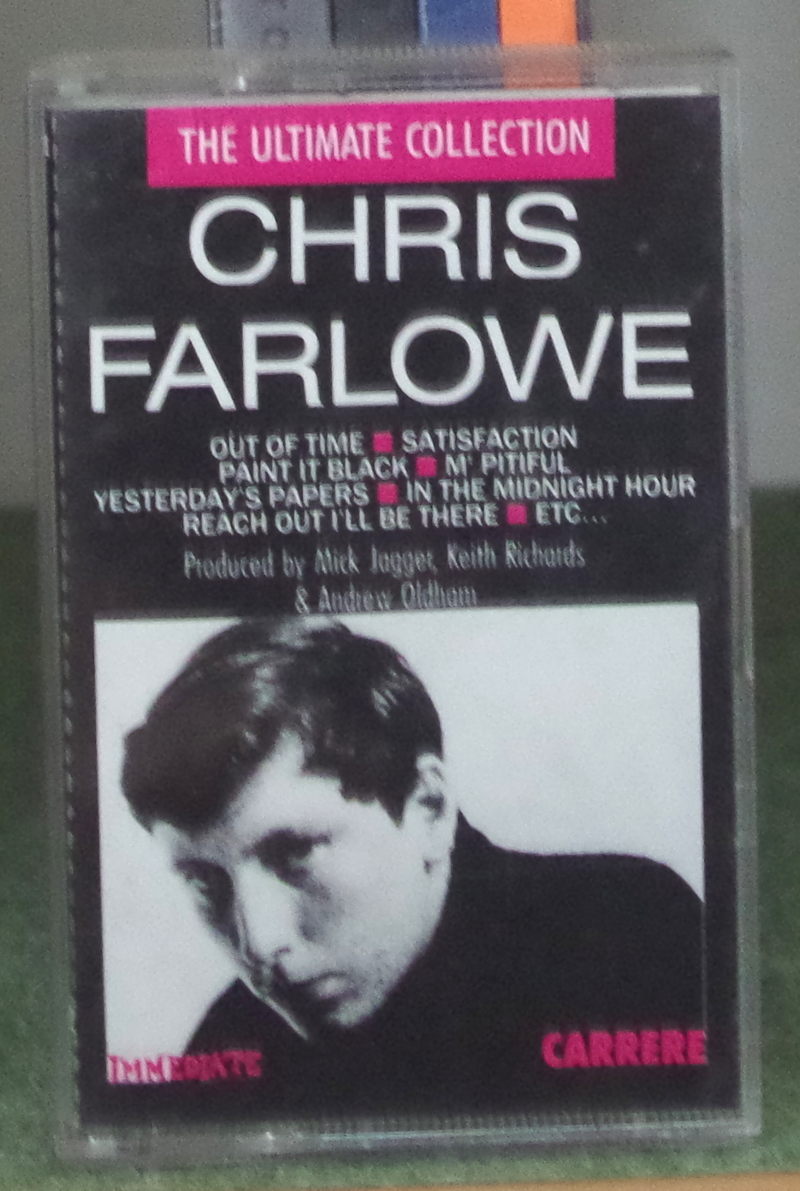 THE ULTIMATE COLLECTION
CHRIS
FARLOWE
OUT OF TIME ■ SATISFACTION
PAINT IT BLACK ■ M' PITIFUL
YESTERDAY'S PAPERS ■ IN THE MIDNIGHT HOUR
REACH OUT I'LL BE THERE ■ ETC...
Produced by Mick Jagger, Keith Richards
& Andrew Oldham
IMMEDIATE
CARRERE